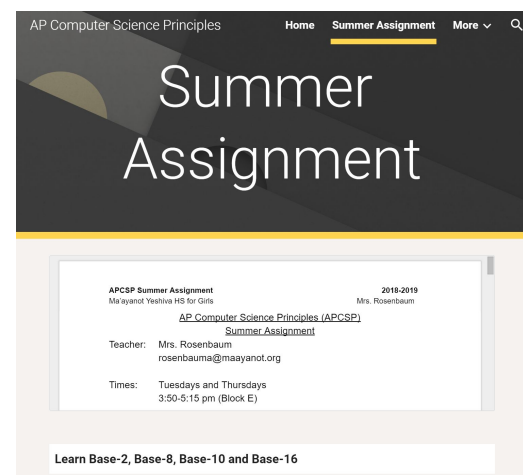 AP Computer Science Principles Home Summer Assignment More
Summer
Assignment
APCSP Summer Assignment 2018-2019
Ma'ayanot Yeshiva HS for Girls Mrs. Rosenbaum
AP Computer Science Principles (APCSP)
Summer Assignment
Teacher: Mrs. Rosenbaum
rosenbauma@maayanot.org
Times: Tuesdays and Thursdays
3:50-5:15 pm (Block E)
Learn Base-2, Base-8, Base-10 and Base-16